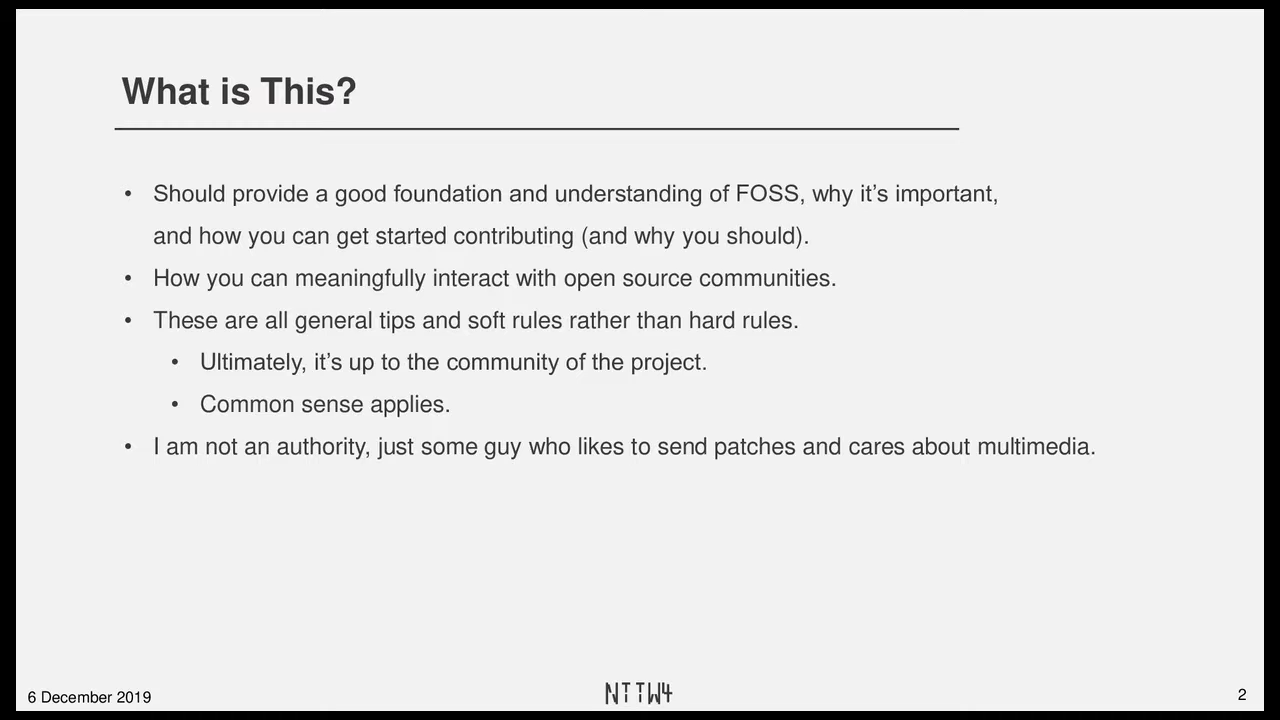 What is This?
• Should provide a good foundation and understanding of FOSS, why it’s important,
and how you can get started contributing (and why you should).
• How you can meaningfully interact with open source communities.
• These are all general tips and soft rules rather than hard rules.
• Ultimately, it’s up to the community of the project.
• Common sense applies.
• I am not an authority, just some guy who likes to send patches and cares about multimedia.
6 December 2019
NTTW4
2